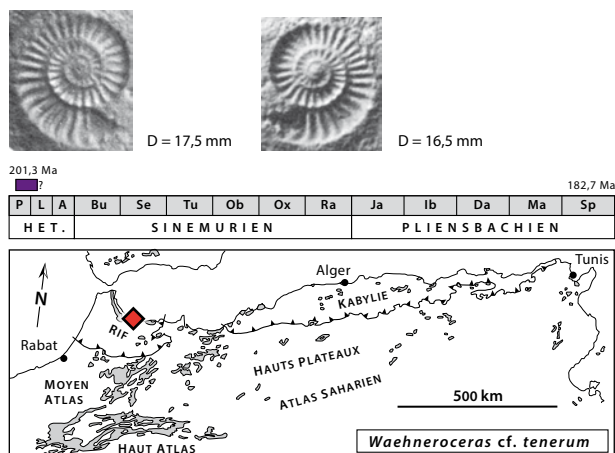 D = 17,5 mm
D = 16,5 mm
201,3 Ma
182,7 Ma
?
P L A Bu Se Tu Ob Ox Ra Ja Ib Da Ma Sp
HET. SINEMURIEN PLIENSBACHIEN
Tunis
Alger
KABYLIE
N
RIF
Rabat
HAUTS PLATEAUX
MOYEN
ATLAS
ATLAS SAHARIEN
500 km
HAUT ATLAS
Waehneroceras cf. tenerum